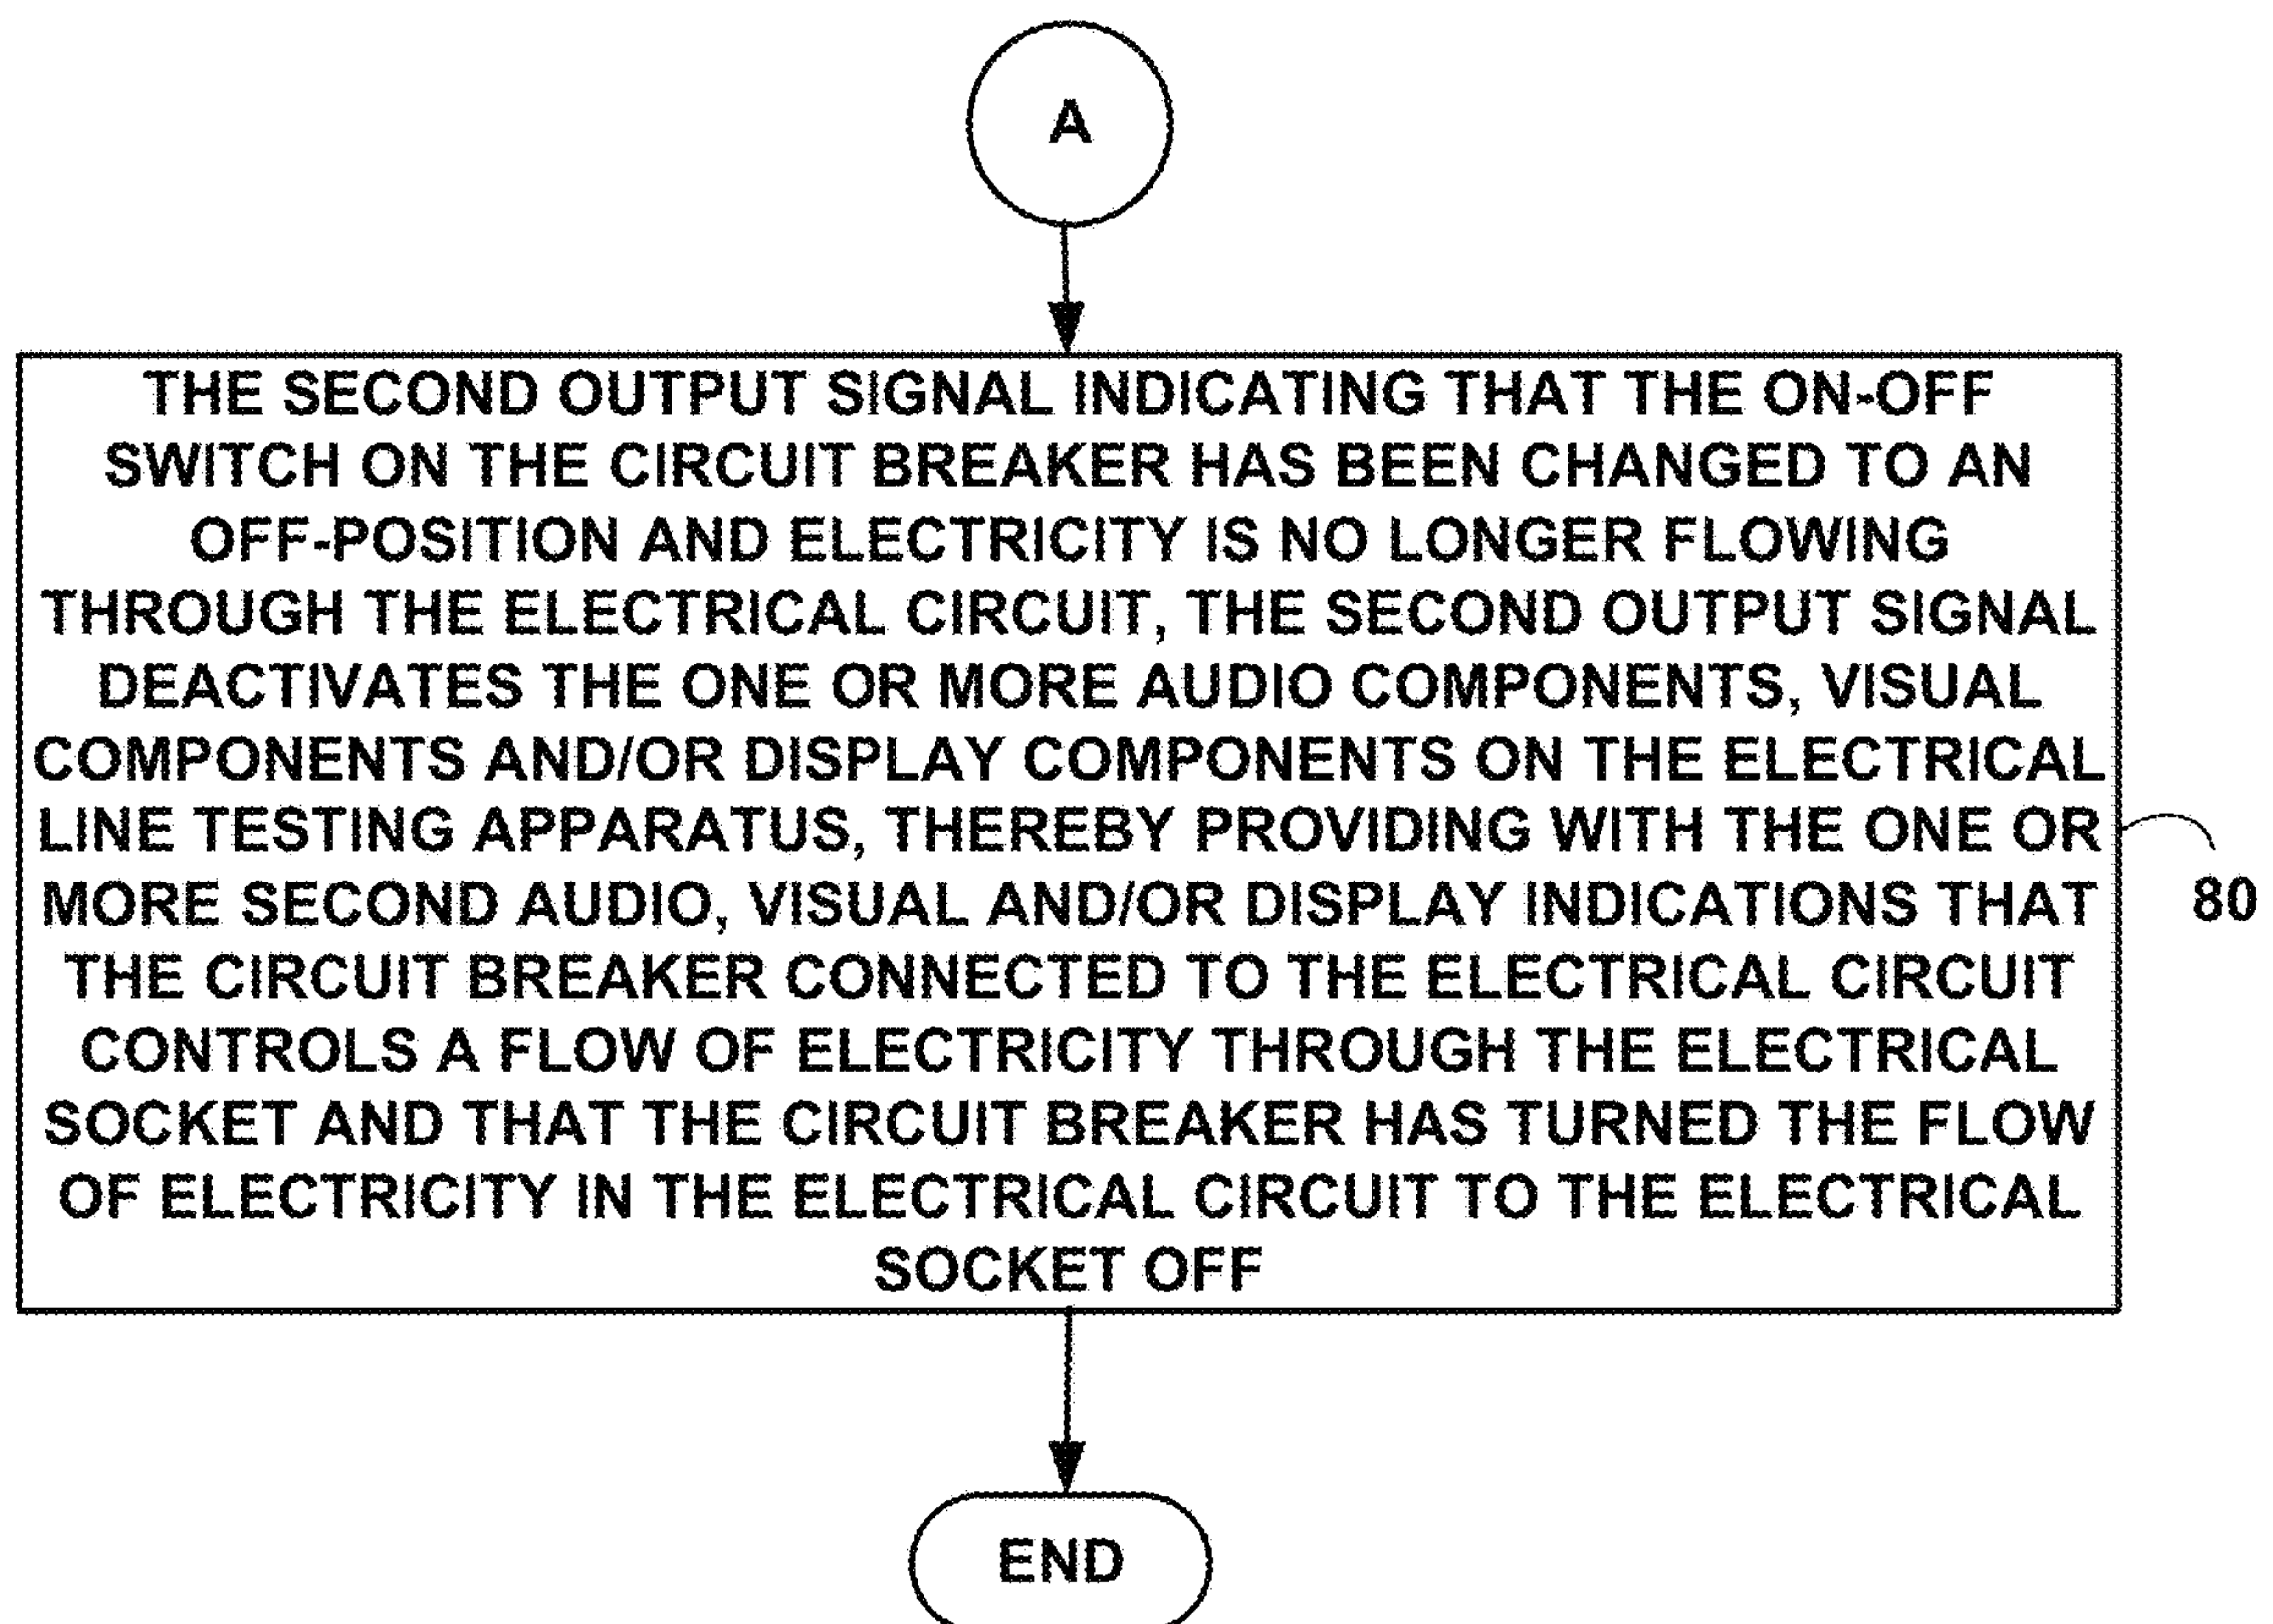 A
THE SECOND OUTPUT SIGNAL INDICATING THAT THE ON-OFF
SWITCH ON THE CIRCUIT BREAKER HAS BEEN CHANGED TO AN
OFF-POSITION AND ELECTRICITY IS NO LONGER FLOWING
THROUGH THE ELECTRICAL CIRCUIT, THE SECOND OUTPUT SIGNAL
DEACTIVATES THE ONE OR MORE AUDIO COMPONENTS, VISUAL
COMPONENTS AND/OR DISPLAY COMPONENTS ON THE ELECTRICAL
LINE TESTING APPARATUS, THEREBY PROVIDING WITH THE ONE OR
MORE SECOND AUDIO, VISUAL AND/OR DISPLAY INDICATIONS THAT
THE CIRCUIT BREAKER CONNECTED TO THE ELECTRICAL CIRCUIT
CONTROLS A FLOW OF ELECTRICITY THROUGH THE ELECTRICAL
SOCKET AND THAT THE CIRCUIT BREAKER HAS TURNED THE FLOW
OF ELECTRICITY IN THE ELECTRICAL CIRCUIT TO THE ELECTRICAL
SOCKET OFF
80
END